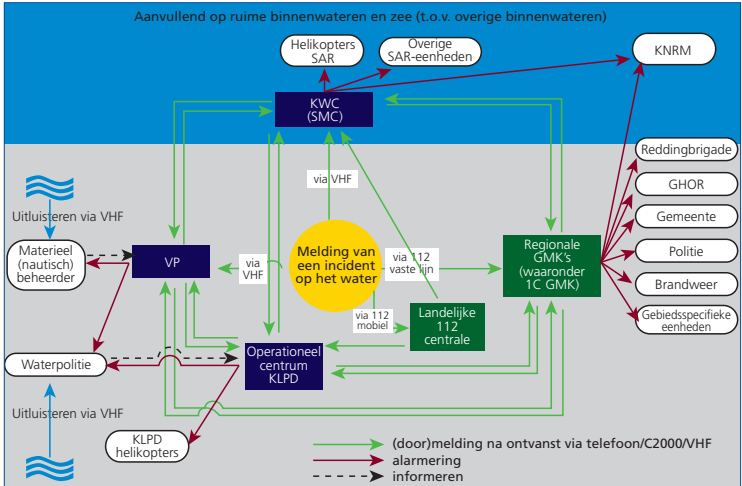 Aanvullend op ruime binnenwateren en zee (t.o.v. overige binnenwateren)
Helikopters
SAR
Overige
SAR-eenheden
KNRM
KWC
(SMC)
Reddingbrigade
via VHF
GHOR
Uitluisteren via VHF
Gemeente
Materieel
(nautisch)
beheerder
VP
via
VHF
Melding van
een incident
op het water
via 112
vaste lijn
Regionale
GMK's
(waaronder
1C GMK)
Politie
Brandweer
via 112
mobiel
Landelijke
112
centrale
Gebiedsspecifieke
eenheden
Waterpolitie
Operationeel
centrum
KLPD
Uitluisteren via VHF
KLPD
helikopters
(door)melding na ontvanst via telefoon/C2000/VHF
alarmering
informeren